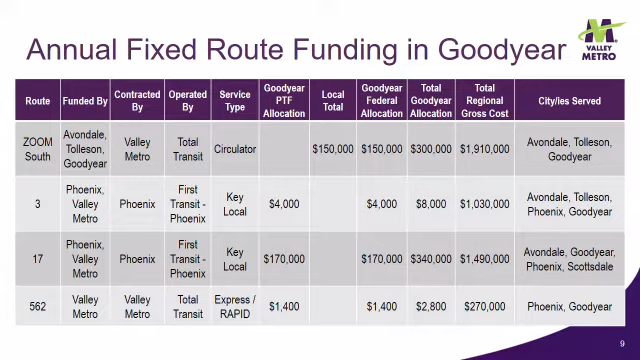 Annual Fixed Route Funding in Goodyear
VALLEY
METRO
Route | Funded By | Contracted By | Operated By | Service Type | Goodyear PTF Allocation | Local Total | Goodyear Federal Allocation | Total Goodyear Allocation | Total Regional Gross Cost | City/ies Served
ZOOM South | Avondale, Tolleson, Goodyear | Valley Metro | Total Transit | Circulator | | $150,000 | $150,000 | $300,000 | $1,910,000 | Avondale, Tolleson, Goodyear
3 | Phoenix, Valley Metro | Phoenix | First Transit - Phoenix | Key Local | $4,000 | | $4,000 | $8,000 | $1,030,000 | Avondale, Tolleson, Phoenix, Goodyear
17 | Phoenix, Valley Metro | Phoenix | First Transit - Phoenix | Key Local | $170,000 | | $170,000 | $340,000 | $1,490,000 | Avondale, Goodyear, Phoenix, Scottsdale
562 | Valley Metro | Valley Metro | Total Transit | Express / RAPID | $1,400 | | $1,400 | $2,800 | $270,000 | Phoenix, Goodyear
9